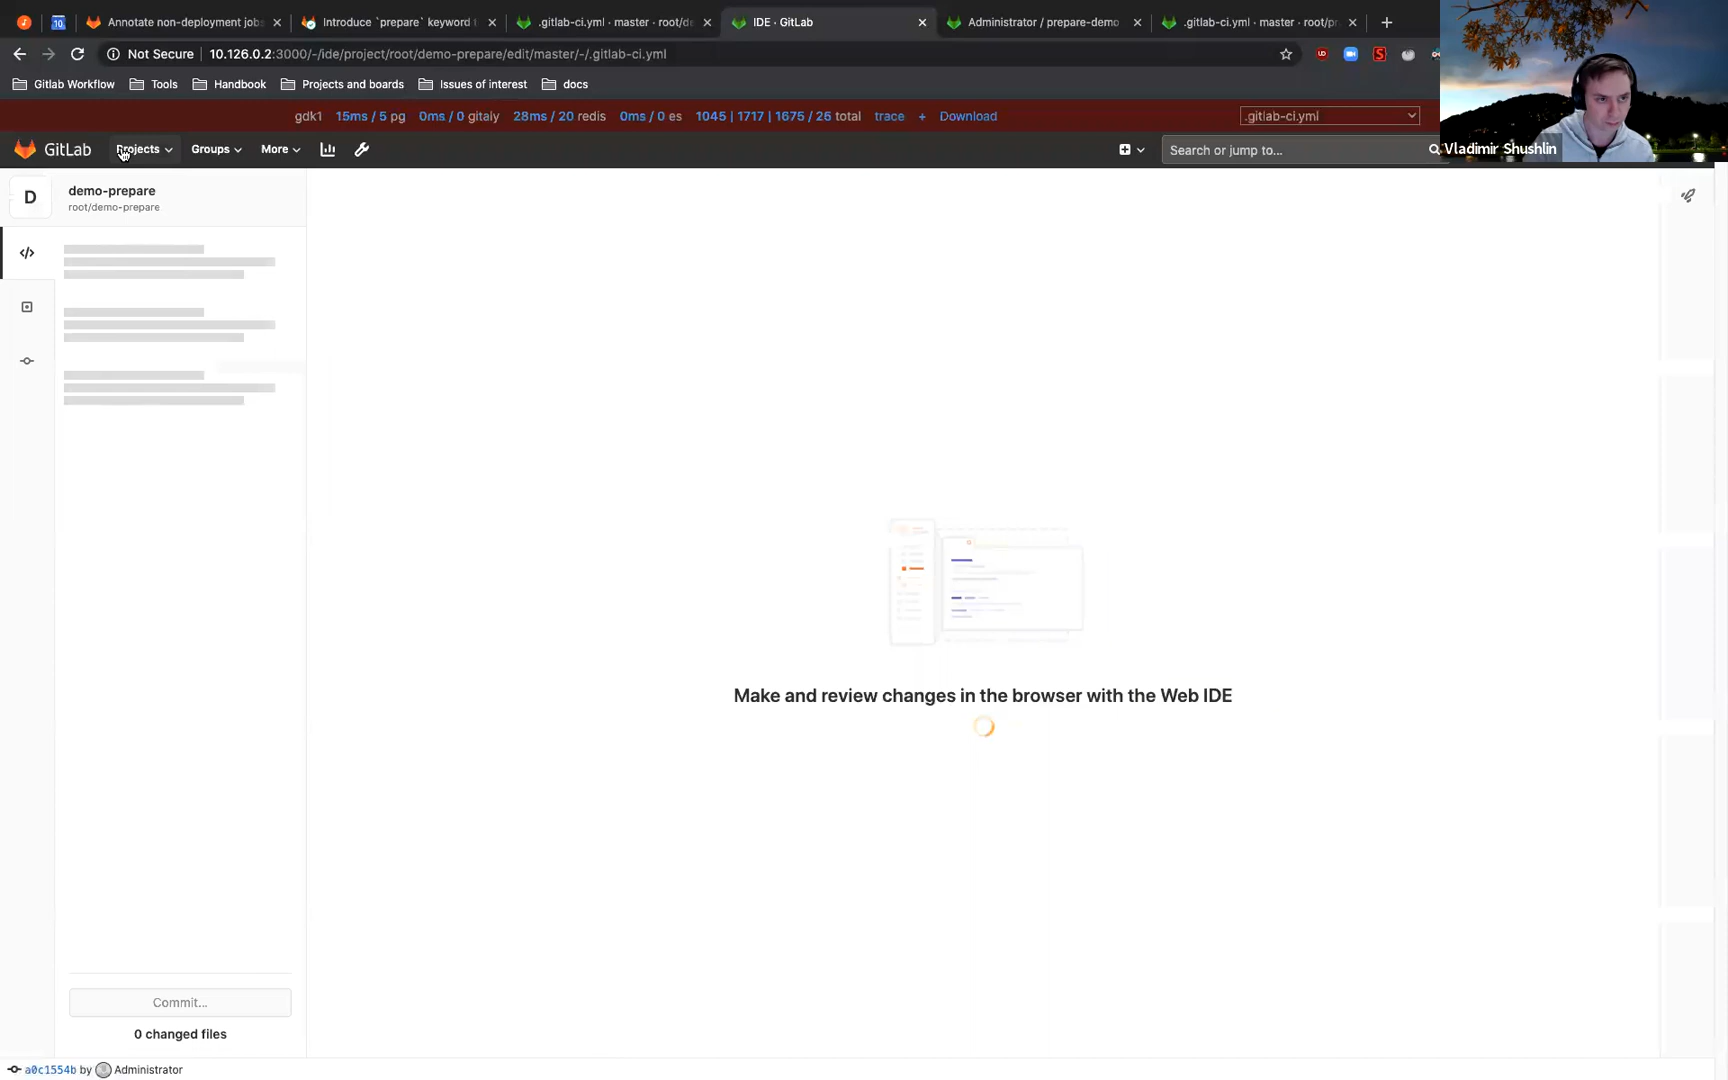 Annotate non-deployment jobs
Introduce `prepare` keyword t
.gitlab-ci.yml · master · root/de
IDE · GitLab
Administrator / prepare-demo
.gitlab-ci.yml · master · root/pr
Not Secure 10.126.0.2:3000/-/ide/project/root/demo-prepare/edit/master/-/.gitlab-ci.yml
Gitlab Workflow Tools Handbook Projects and boards Issues of interest docs
gdk1 15ms / 5 pg 0ms / 0 gitaly 28ms / 20 redis 0ms / 0 es 1045 | 1717 | 1675 / 25 total trace + Download .gitlab-ci.yml
GitLab Projects Groups More Search or jump to... Vladimir Shushlin
D demo-prepare
root/demo-prepare
Make and review changes in the browser with the Web IDE
Commit...
0 changed files
a0c1554b by Administrator